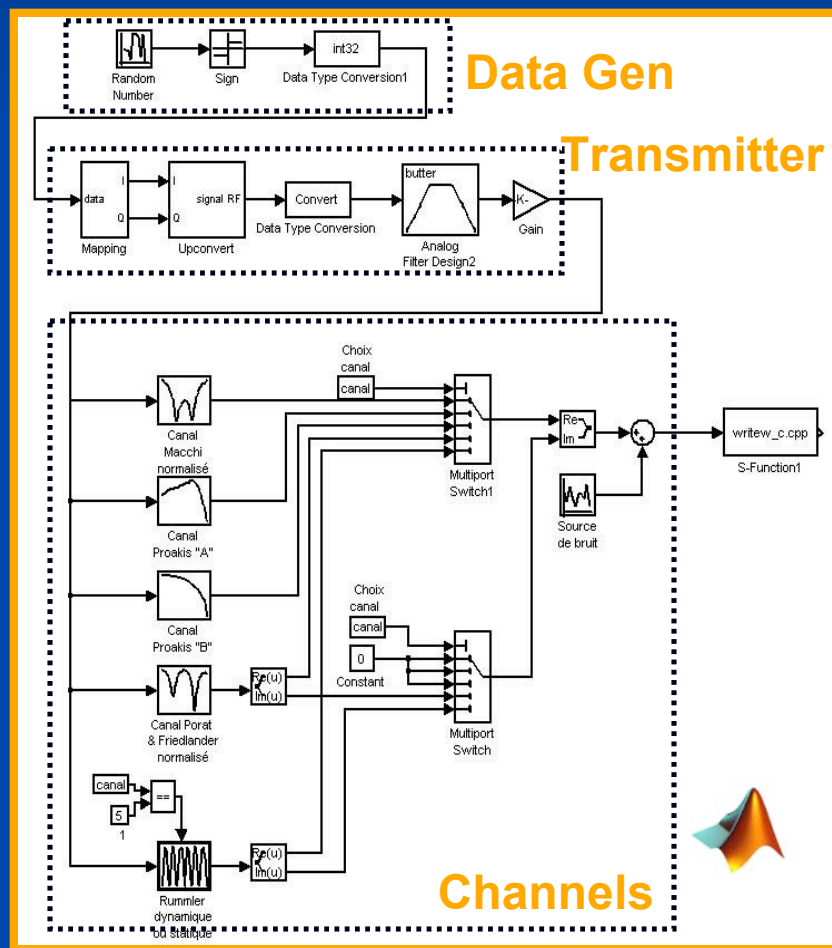 Random
Number
Sign
int32
Data Type Conversion1
Data Gen
Transmitter
data
I
Q
Mapping
I
Q
signal RF
Upconvert
Convert
Data Type Conversion
butter
Analog
Filter Design2
-K-
Gain
Choix
canal
canal
Canal
Macchi
normalisé
Multiport
Switch1
Re
Im
writew_c.cpp
S-Function1
Source
de bruit
Canal
Proakis "A"
Canal
Proakis "B"
Choix
canal
canal
0
Constant
Multiport
Switch
Re(u)
Im(u)
Canal Porat
& Friedlander
normalisé
canal
==
5
1
Re(u)
Im(u)
Rummler
dynamique
ou statique
Channels